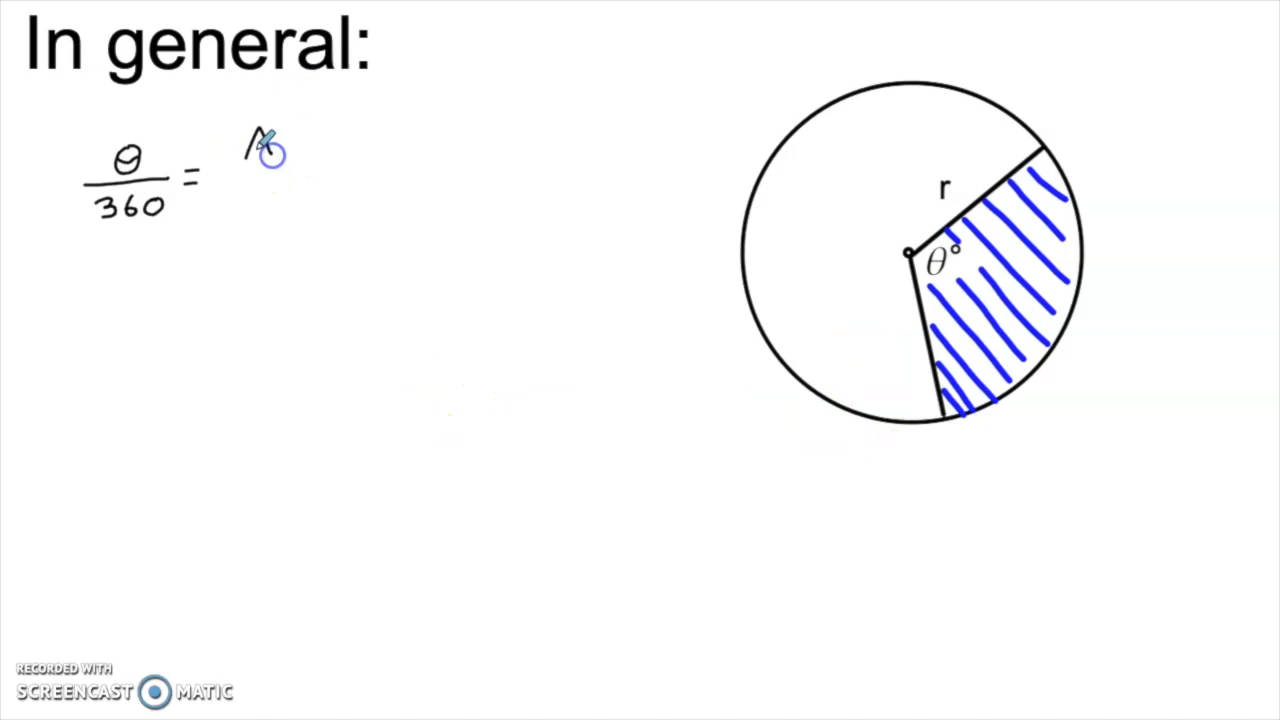 In general:
θ
360
=
A
r
θ°
RECORDED WITH
SCREENCAST MATIC